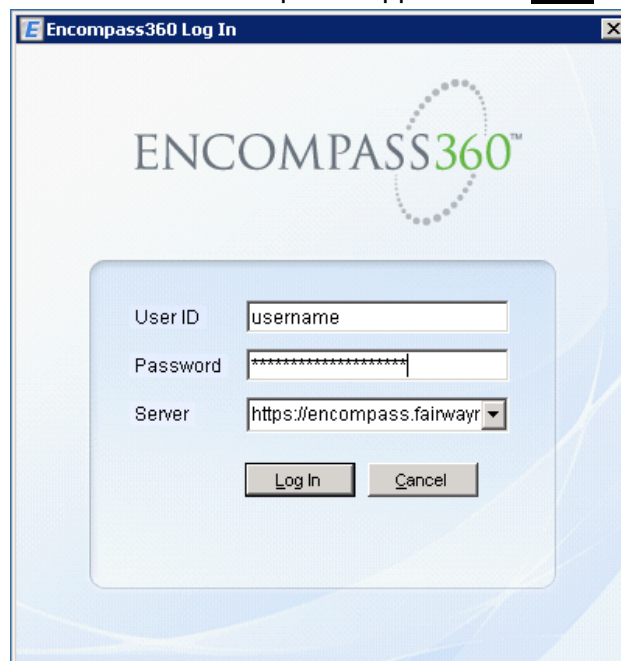 Encompass360 Log In
ENCOMPASS360™
User ID
username
Password
********************
Server
https://encompass.fairwayr
Log In
Cancel